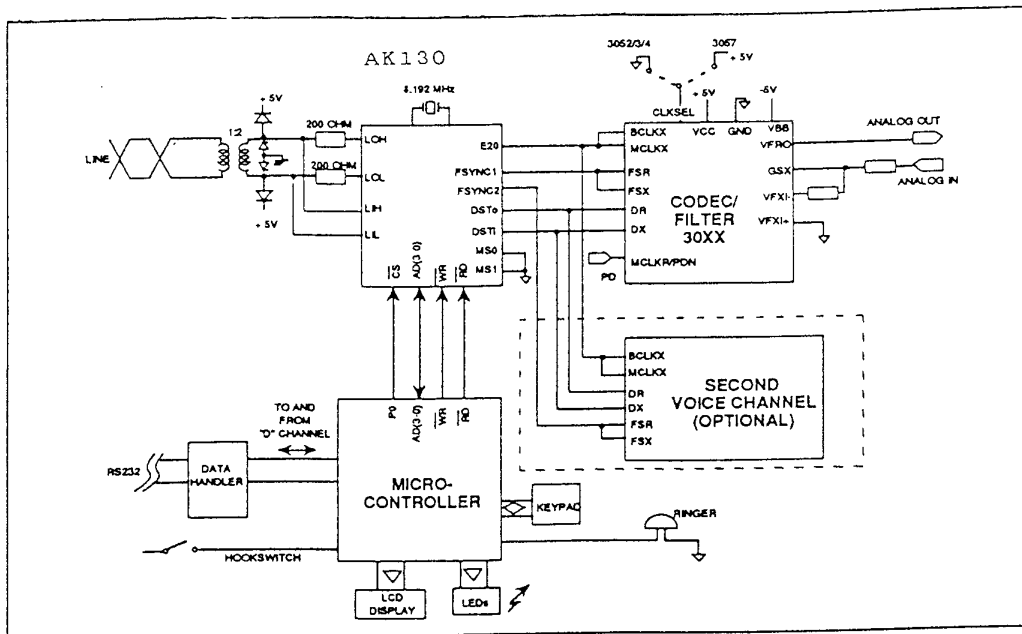 AK130
8.192 MHz
3052/3/4
3057
+ 5V
CLKSEL
+ 5V
-5V
VCC
GND
VBB
+ 5V
1:2
200 OHM
200 OHM
LINE
+ 5V
LOH
LOL
LIH
LIL
E20
FSYNC1
FSYNC2
DSTo
DSTi
MS0
MS1
CS
AD(3-0)
WR
RD
BCLKX
MCLKX
FSR
FSX
DR
DX
MCLKR/PDN
PD
CODEC/
FILTER
30XX
VFRO
GSX
VFXI-
VFXI+
ANALOG OUT
ANALOG IN
BCLKX
MCLKX
DR
DX
FSR
FSX
SECOND
VOICE CHANNEL
(OPTIONAL)
P0
AD(3-0)
WR
RD
TO AND
FROM
"D" CHANNEL
RS232
DATA
HANDLER
MICRO-
CONTROLLER
KEYPAD
RINGER
HOOKSWITCH
LCD
DISPLAY
LEDs